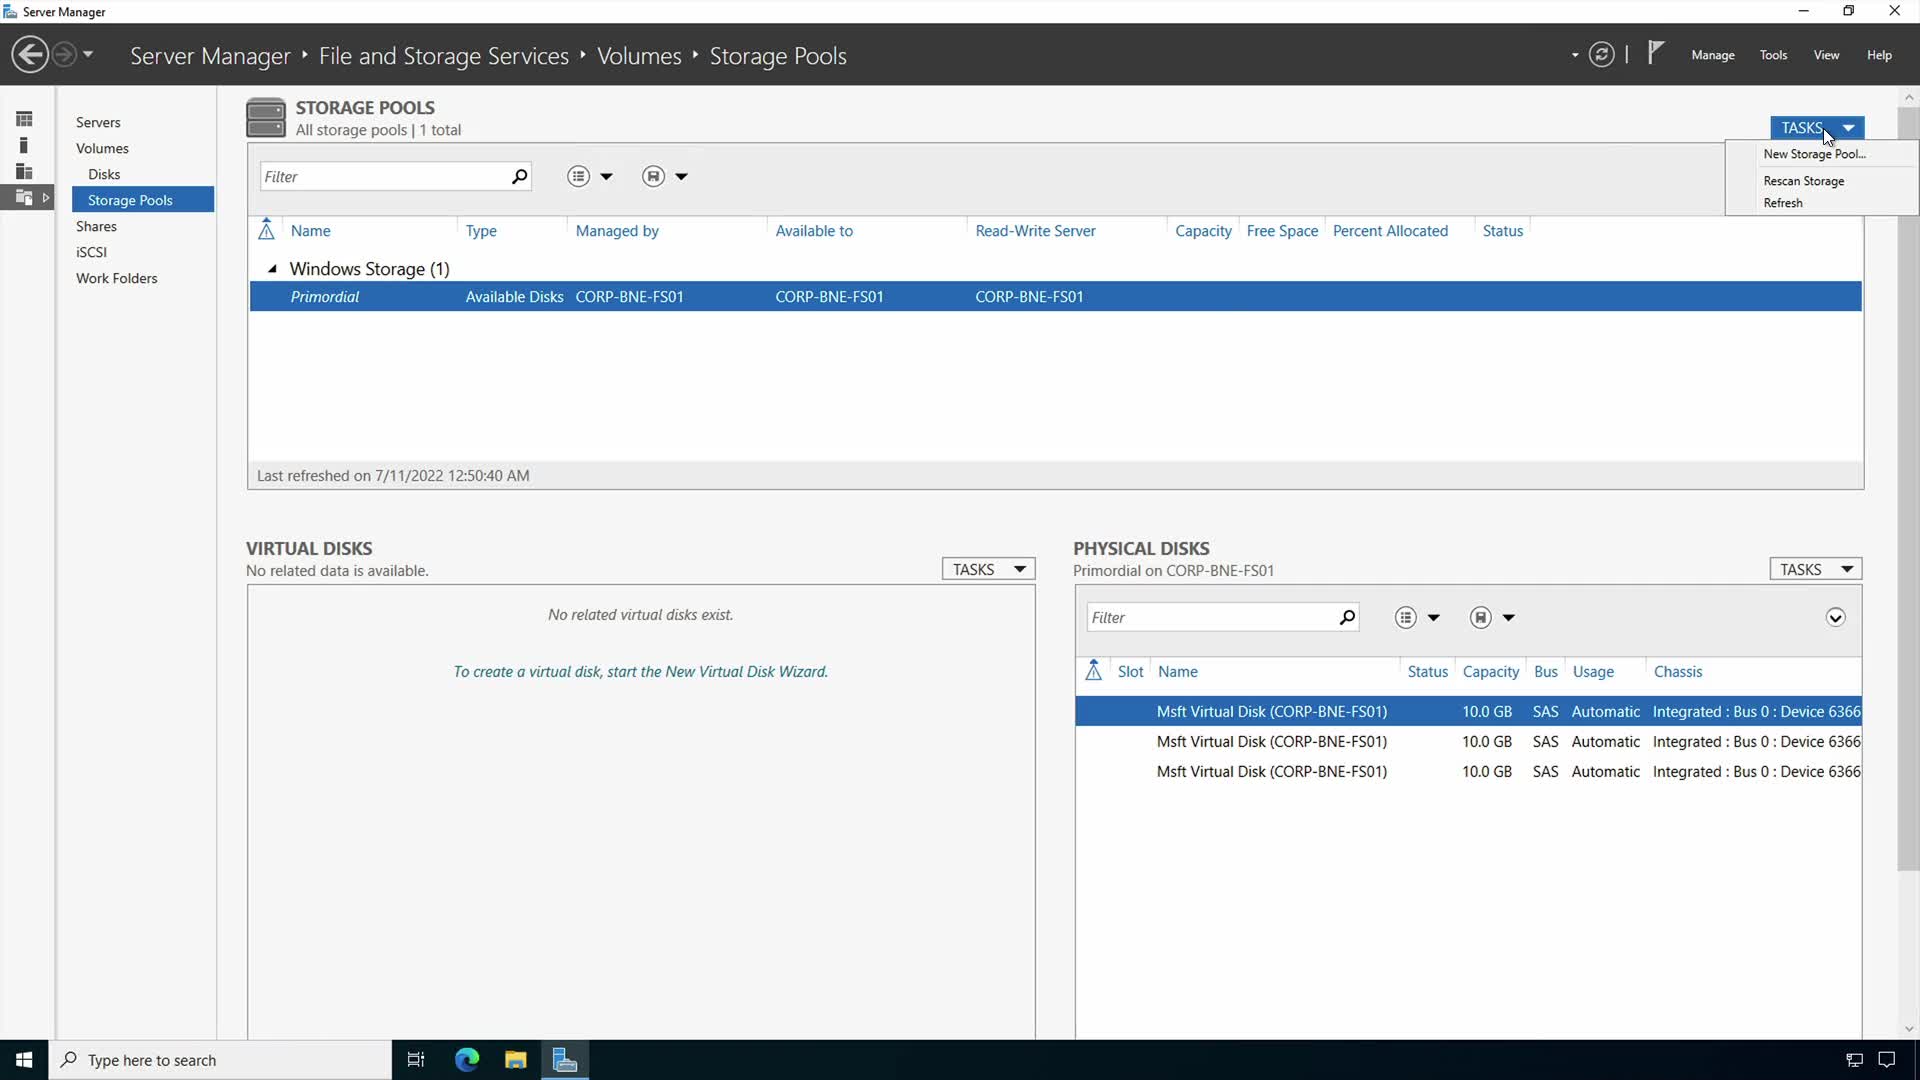 Server Manager
Server Manager ‣ File and Storage Services ‣ Volumes ‣ Storage Pools
Manage Tools View Help
Servers
Volumes
Disks
Storage Pools
Shares
iSCSI
Work Folders
STORAGE POOLS
All storage pools | 1 total
TASKS
New Storage Pool...
Rescan Storage
Refresh
Filter
Name Type Managed by Available to Read-Write Server Capacity Free Space Percent Allocated Status
Windows Storage (1)
Primordial Available Disks CORP-BNE-FS01 CORP-BNE-FS01 CORP-BNE-FS01
Last refreshed on 7/11/2022 12:50:40 AM
VIRTUAL DISKS
No related data is available.
TASKS
No related virtual disks exist.
To create a virtual disk, start the New Virtual Disk Wizard.
PHYSICAL DISKS
Primordial on CORP-BNE-FS01
TASKS
Filter
Slot Name Status Capacity Bus Usage Chassis
Msft Virtual Disk (CORP-BNE-FS01) 10.0 GB SAS Automatic Integrated : Bus 0 : Device 6366
Msft Virtual Disk (CORP-BNE-FS01) 10.0 GB SAS Automatic Integrated : Bus 0 : Device 6366
Msft Virtual Disk (CORP-BNE-FS01) 10.0 GB SAS Automatic Integrated : Bus 0 : Device 6366
Type here to search